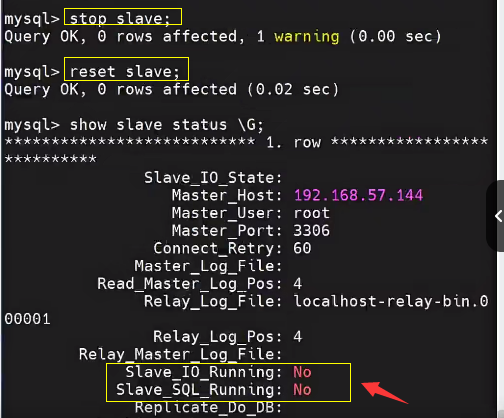 mysql> stop slave;
Query OK, 0 rows affected, 1 warning (0.00 sec)
mysql> reset slave;
Query OK, 0 rows affected (0.02 sec)
mysql> show slave status \G;
*************************** 1. row *****************
**********
Slave_IO_State:
Master_Host: 192.168.57.144
Master_User: root
Master_Port: 3306
Connect_Retry: 60
Master_Log_File:
Read_Master_Log_Pos: 4
Relay_Log_File: localhost-relay-bin.0
00001
Relay_Log_Pos: 4
Relay_Master_Log_File:
Slave_IO_Running: No
Slave_SQL_Running: No
Replicate_Do_DB: